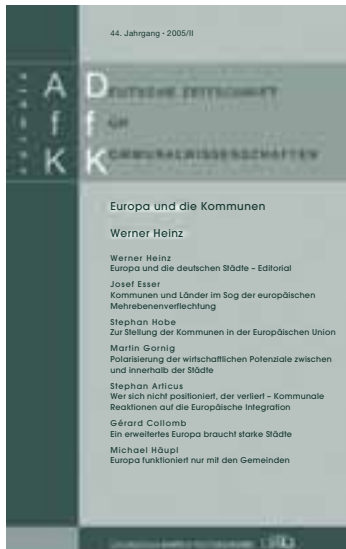 44. Jahrgang · 2005/II
A
f
K
DEUTSCHE ZEITSCHRIFT
fÜR
KOMMUNALWISSENSCHAFTEN
Europa und die Kommunen
Werner Heinz
Werner Heinz
Europa und die deutschen Städte – Editorial
Josef Esser
Kommunen und Länder im Sog der europäischen
Mehrebenenverflechtung
Stephan Hobe
Zur Stellung der Kommunen in der Europäischen Union
Martin Gornig
Polarisierung der wirtschaftlichen Potenziale zwischen
und innerhalb der Städte
Stephan Articus
Wer sich nicht positioniert, der verliert – Kommunale
Reaktionen auf die Europäische Integration
Gérard Collomb
Ein erweitertes Europa braucht starke Städte
Michael Häupl
Europa funktioniert nur mit den Gemeinden